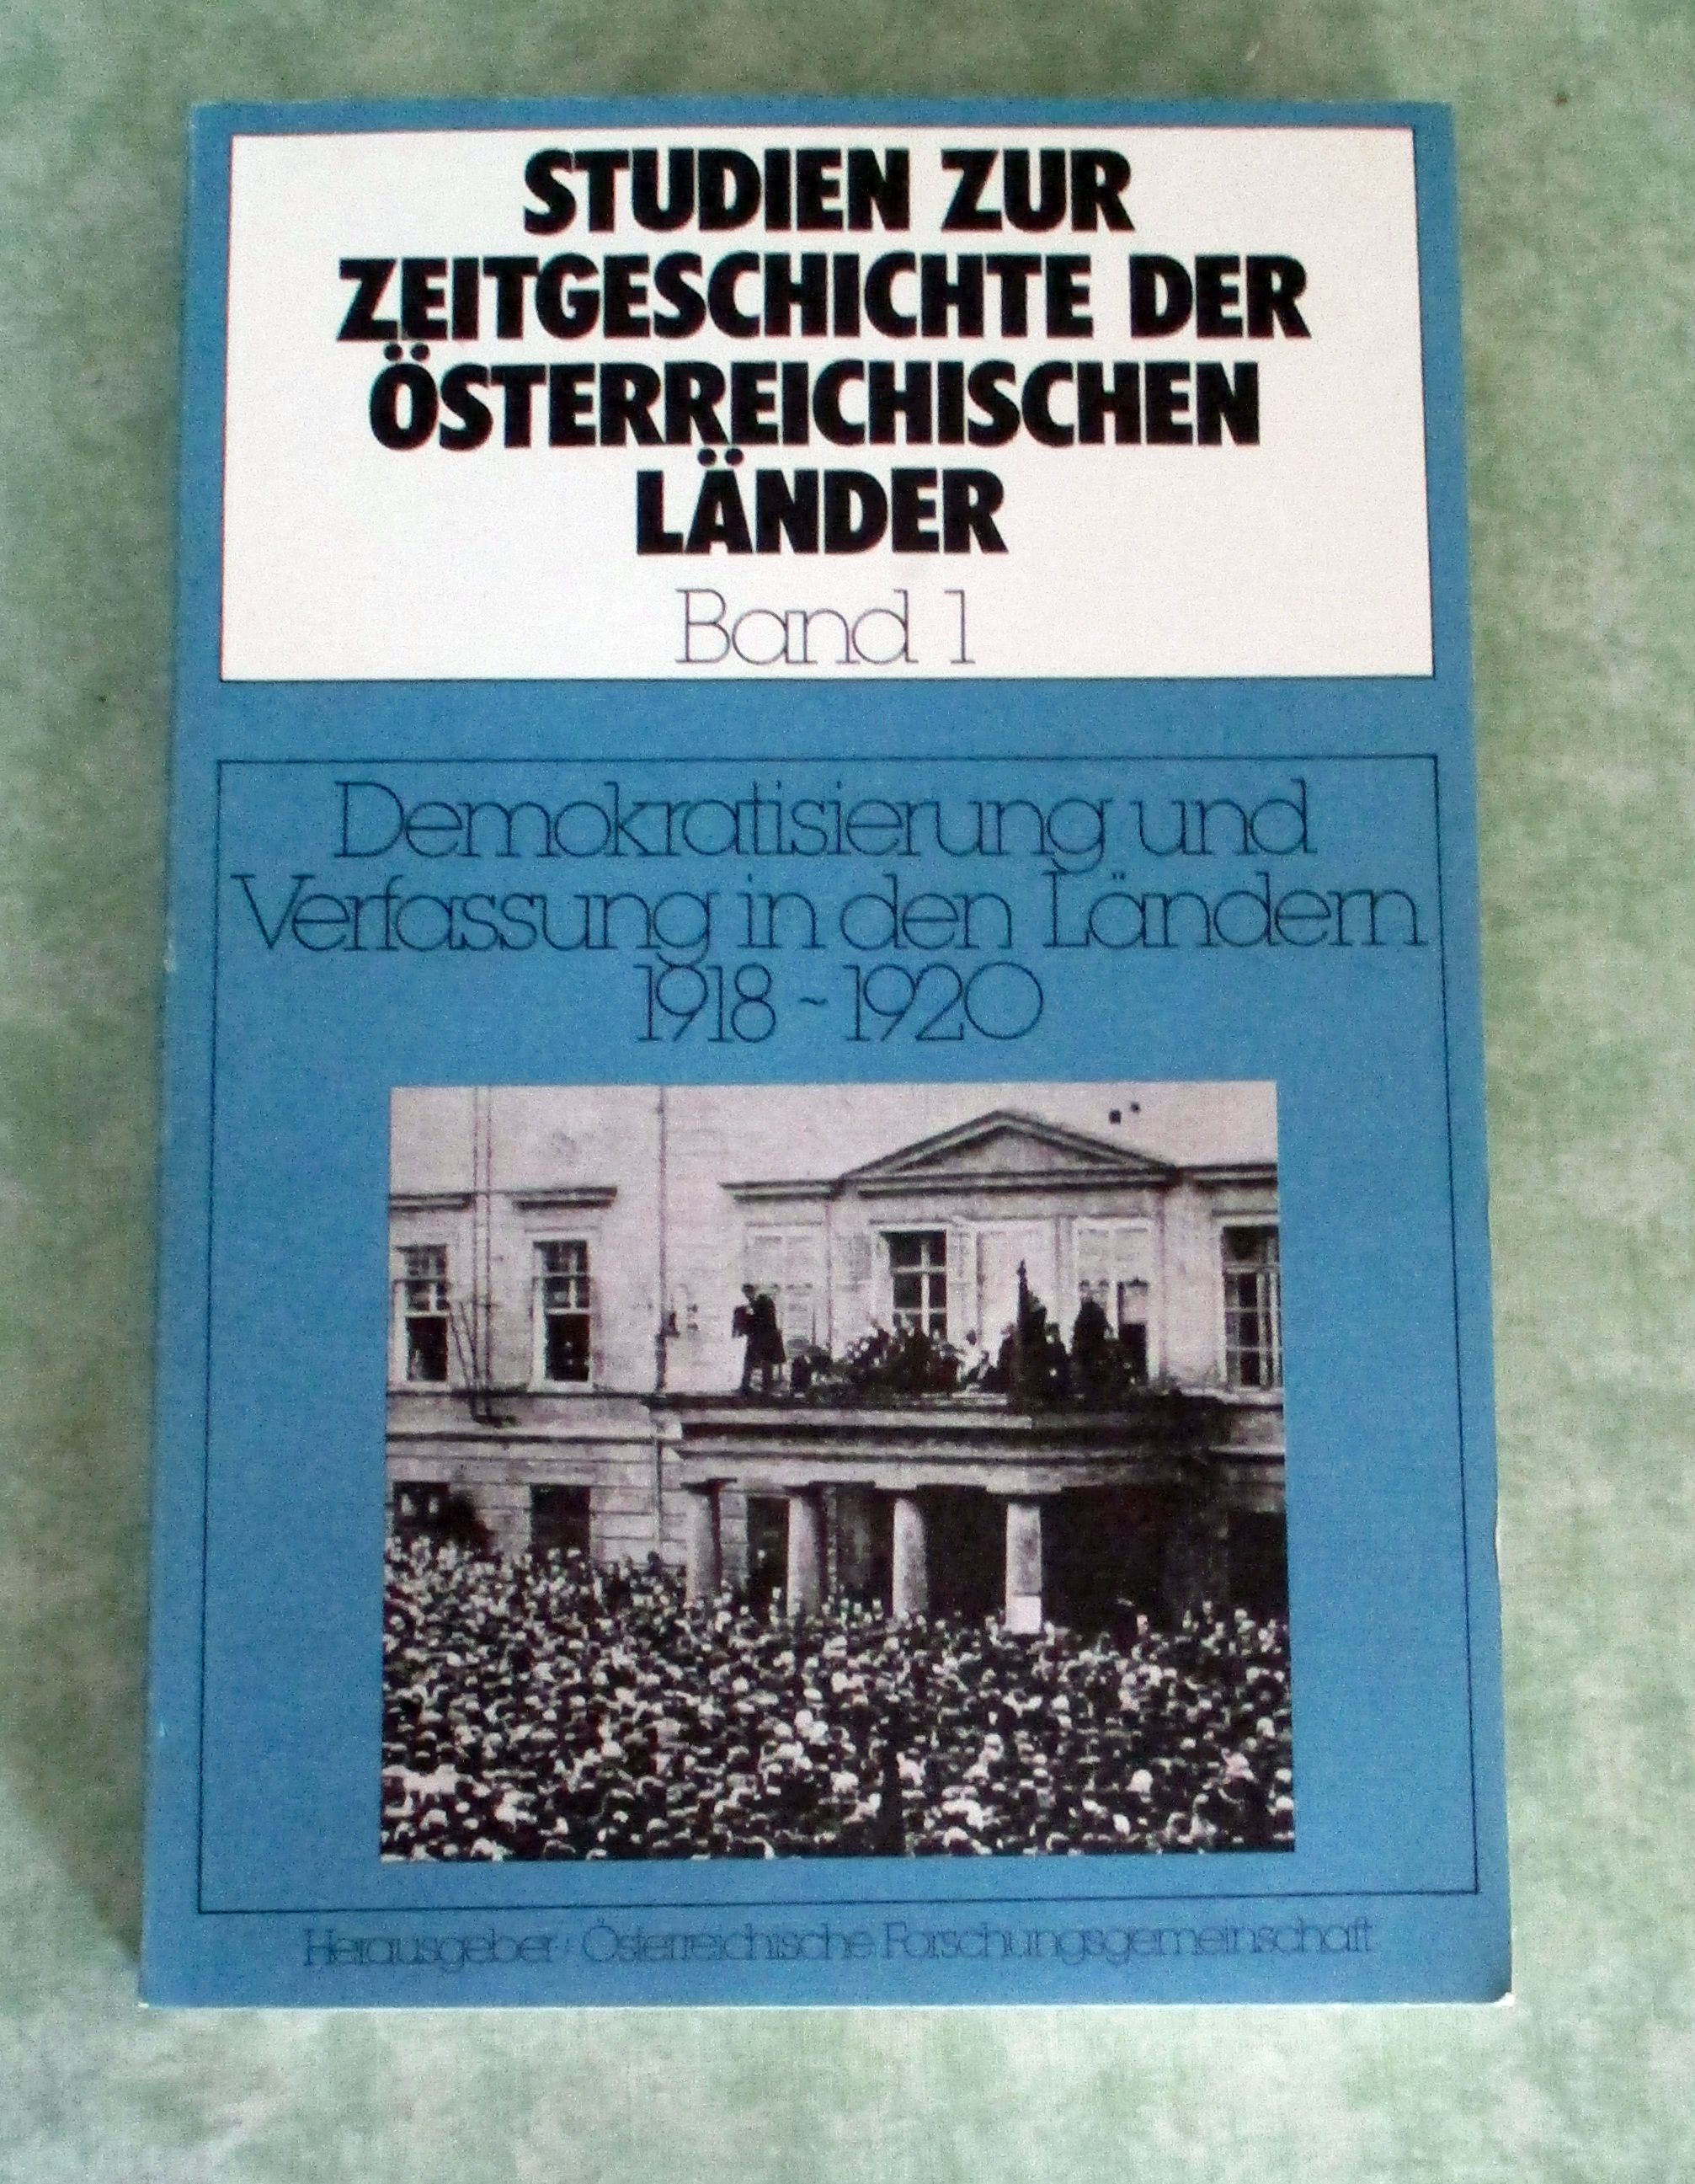 STUDIEN ZUR
ZEITGESCHICHTE DER
ÖSTERREICHISCHEN
LÄNDER
Band 1
Demokratisierung und
Verfassung in den Ländern
1918 ~ 1920
Herausgeber: Österreichische Forschungsgemeinschaft